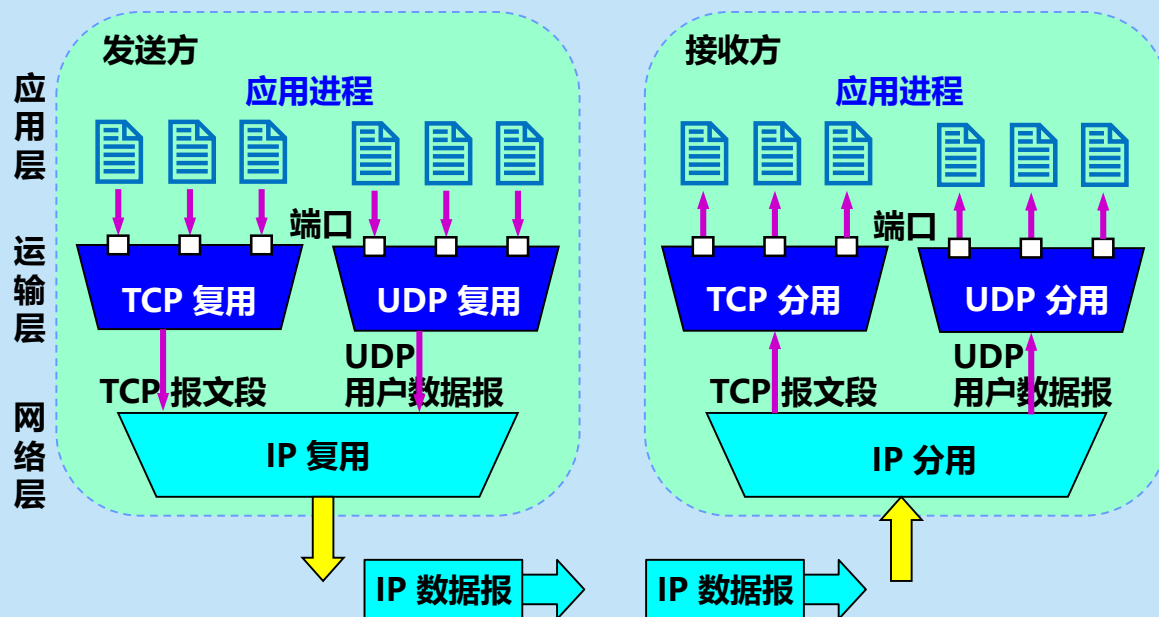 发送方
应用进程
应用层
端口
运输层
TCP 复用
UDP 复用
TCP 报文段
UDP
用户数据报
网络层
IP 复用
IP 数据报
接收方
应用进程
端口
TCP 分用
UDP 分用
TCP 报文段
UDP
用户数据报
IP 分用
IP 数据报